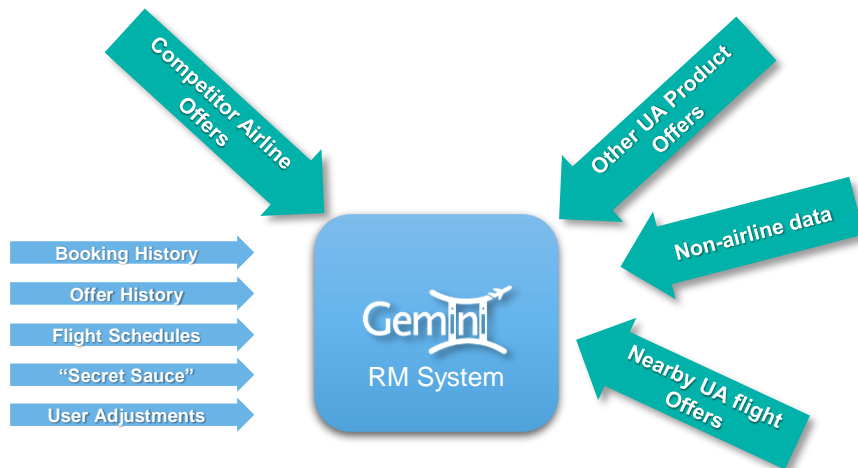 Competitor Airline
Offers
Other UA Product
Offers
Non-airline data
Booking History
Offer History
Flight Schedules
“Secret Sauce”
User Adjustments
Gemini
RM System
Nearby UA flight
Offers